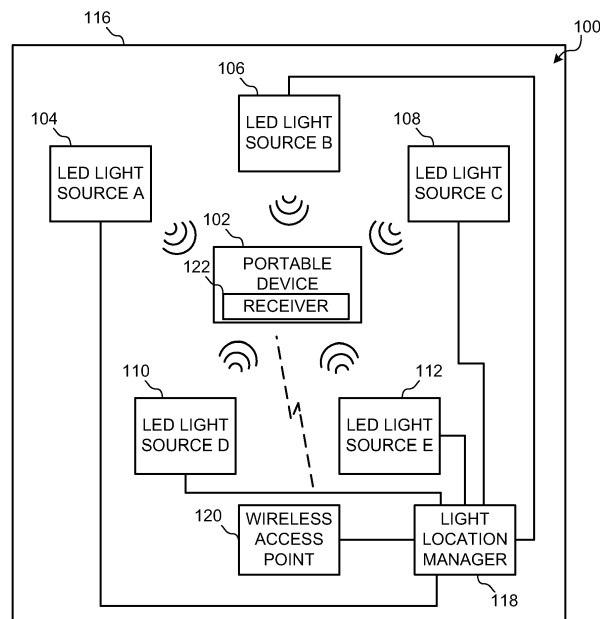 116
100
106
LED LIGHT
SOURCE B
104
LED LIGHT
SOURCE A
108
LED LIGHT
SOURCE C
102
PORTABLE
DEVICE
122
RECEIVER
110
LED LIGHT
SOURCE D
112
LED LIGHT
SOURCE E
120
WIRELESS
ACCESS
POINT
LIGHT
LOCATION
MANAGER
118